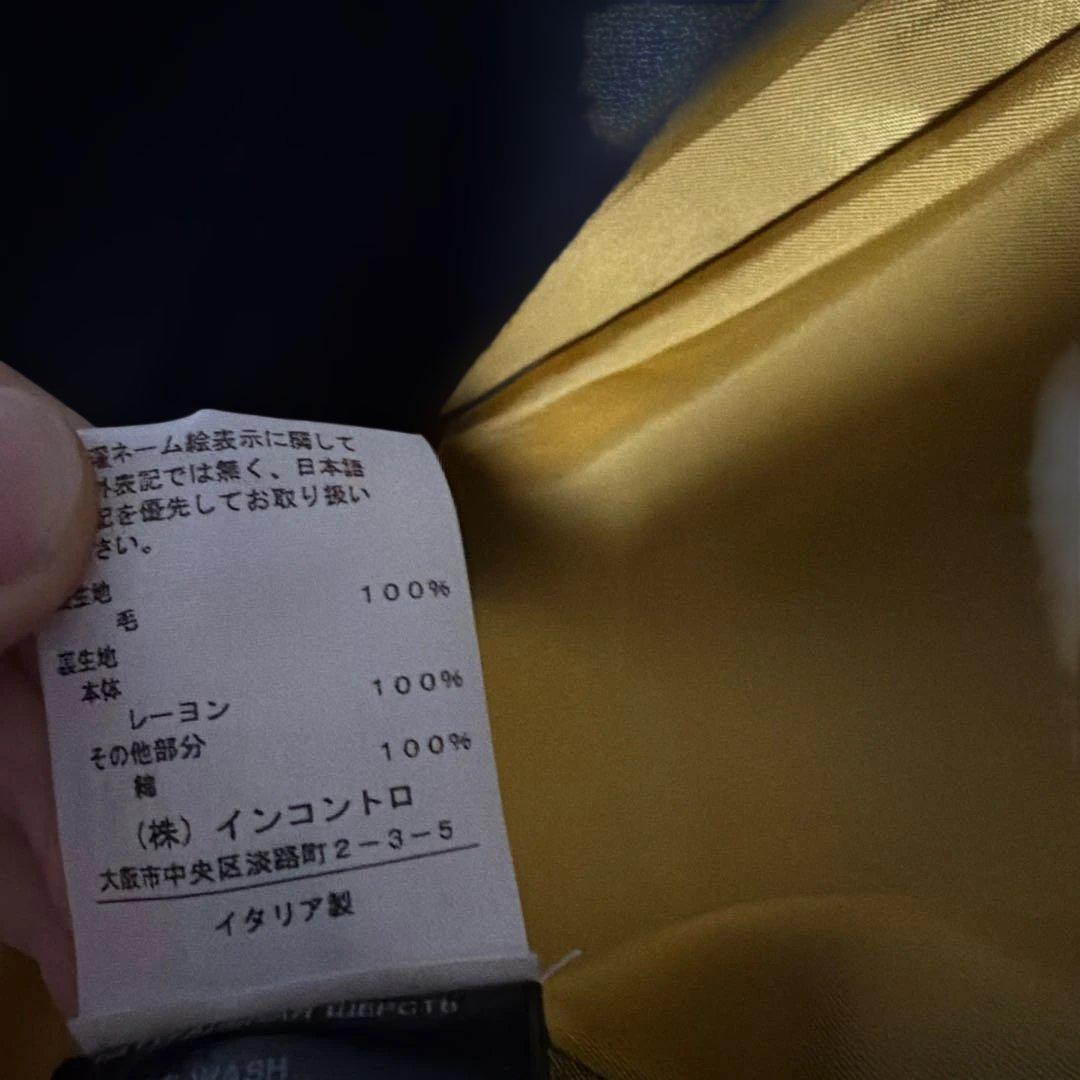 濯ネーム絵表示に関して
外表記では無く、日本語
記を優先してお取り扱い
さい。
表生地
毛 100%
裏生地
本体
レーヨン 100%
その他部分
綿 100%
(株) インコントロ
大阪市中央区淡路町2-3-5
イタリア製
ШЕРСТЬ
WASH